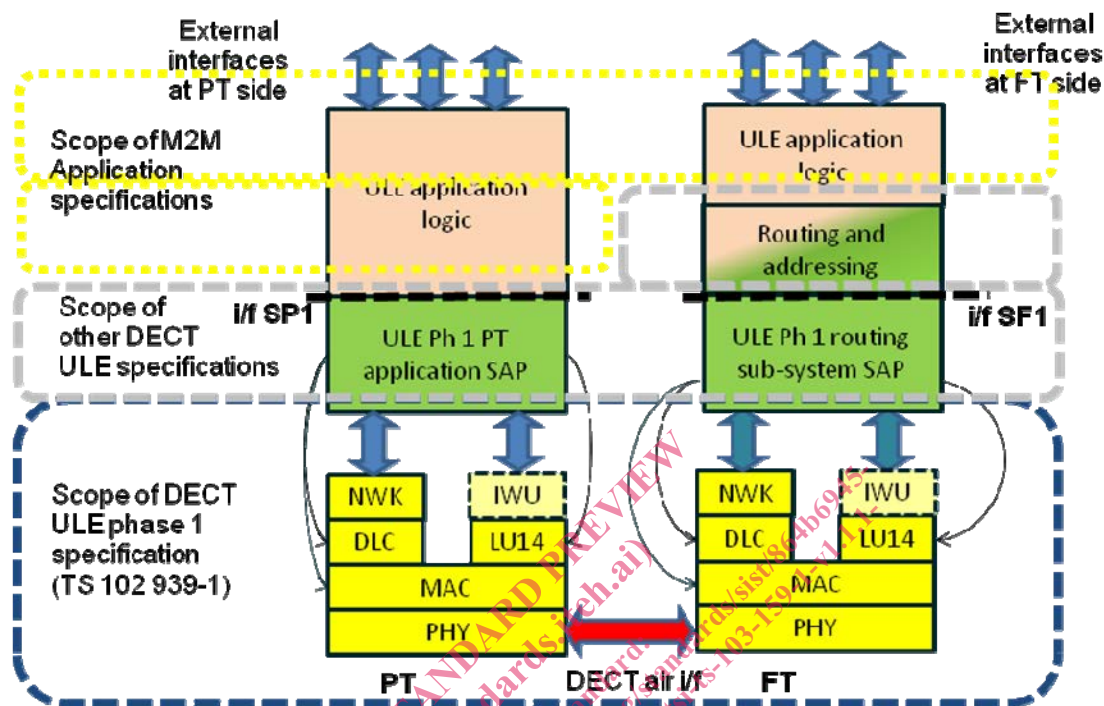 External
interfaces
at PT side
External
interfaces
at FT side
Scope of M2M
Application
specifications
ULE application
logic
ULE application
logic
Routing and
addressing
Scope of
other DECT
ULE specifications
i/f SP1
i/f SF1
ULE Ph 1 PT
application SAP
ULE Ph 1 routing
sub-system SAP
Scope of DECT
ULE phase 1
specification
(TS 102 939-1)
NWK
IWU
DLC
LU14
MAC
PHY
NWK
IWU
DLC
LU14
MAC
PHY
PT
DECT air i/f
FT
STANDARD PREVIEW